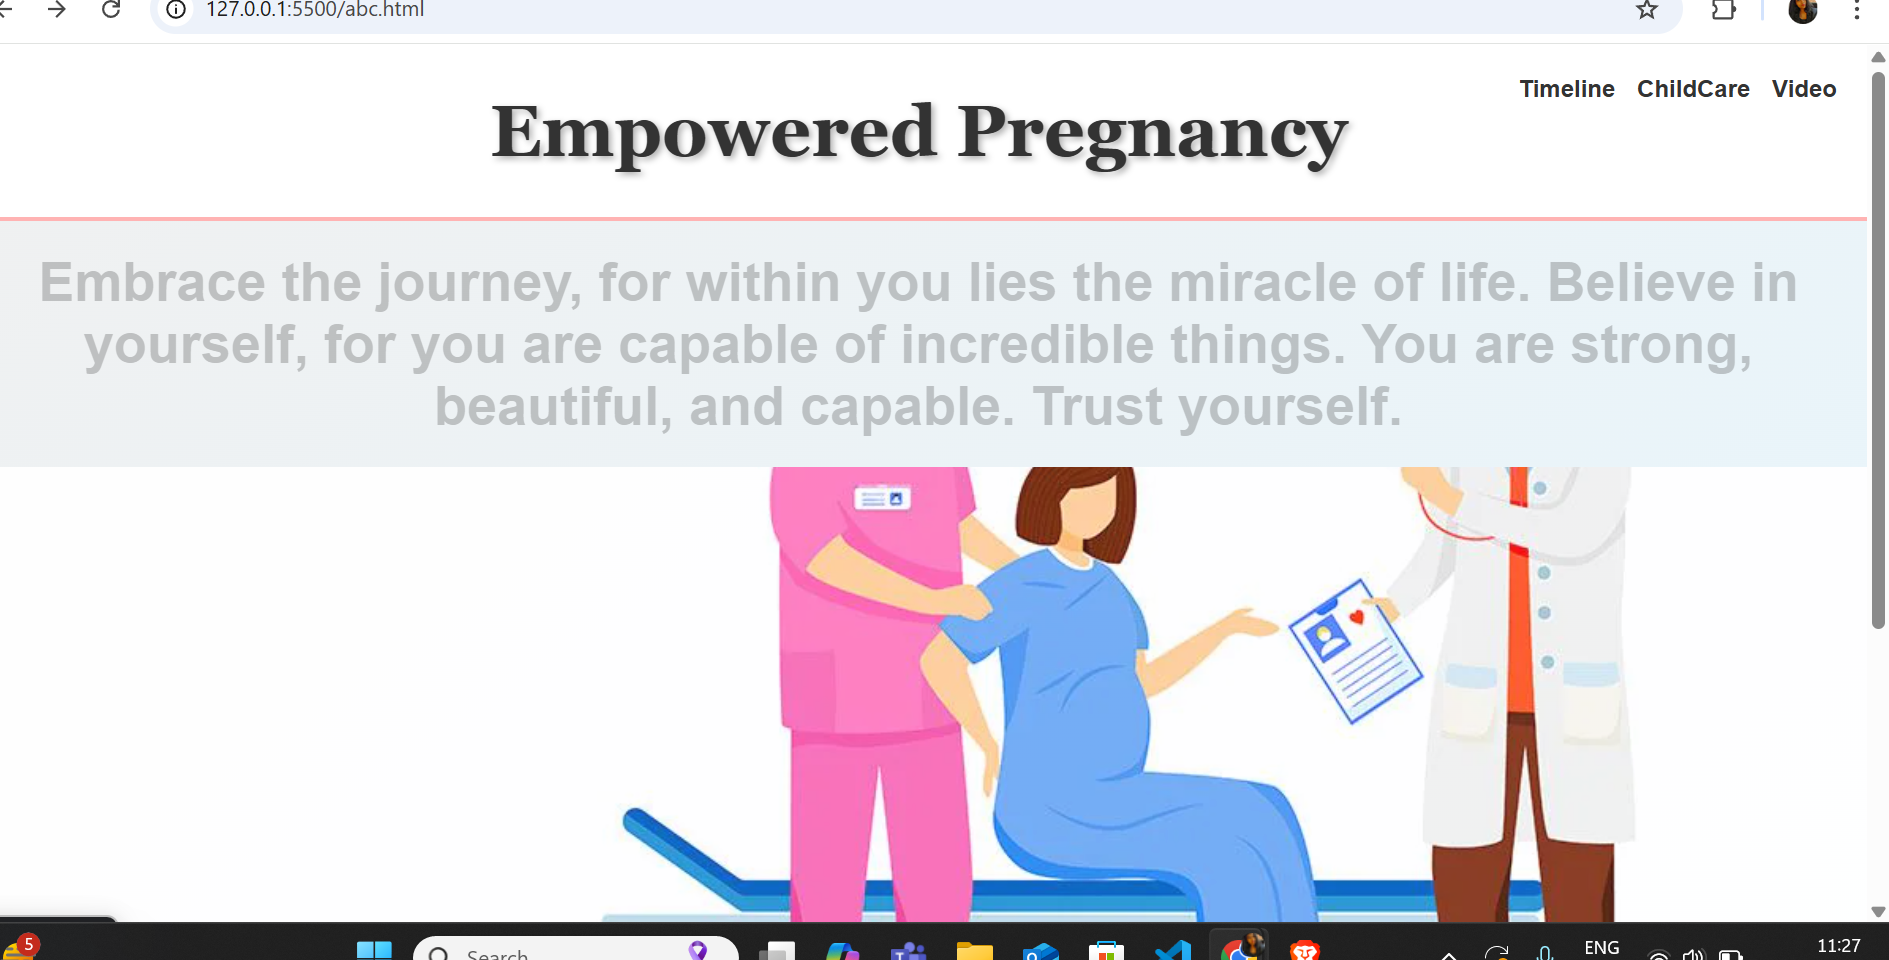 127.0.0.1:5500/abc.html
Timeline ChildCare Video
Empowered Pregnancy
Embrace the journey, for within you lies the miracle of life. Believe in
yourself, for you are capable of incredible things. You are strong,
beautiful, and capable. Trust yourself.
5
Search
ENG
11:27